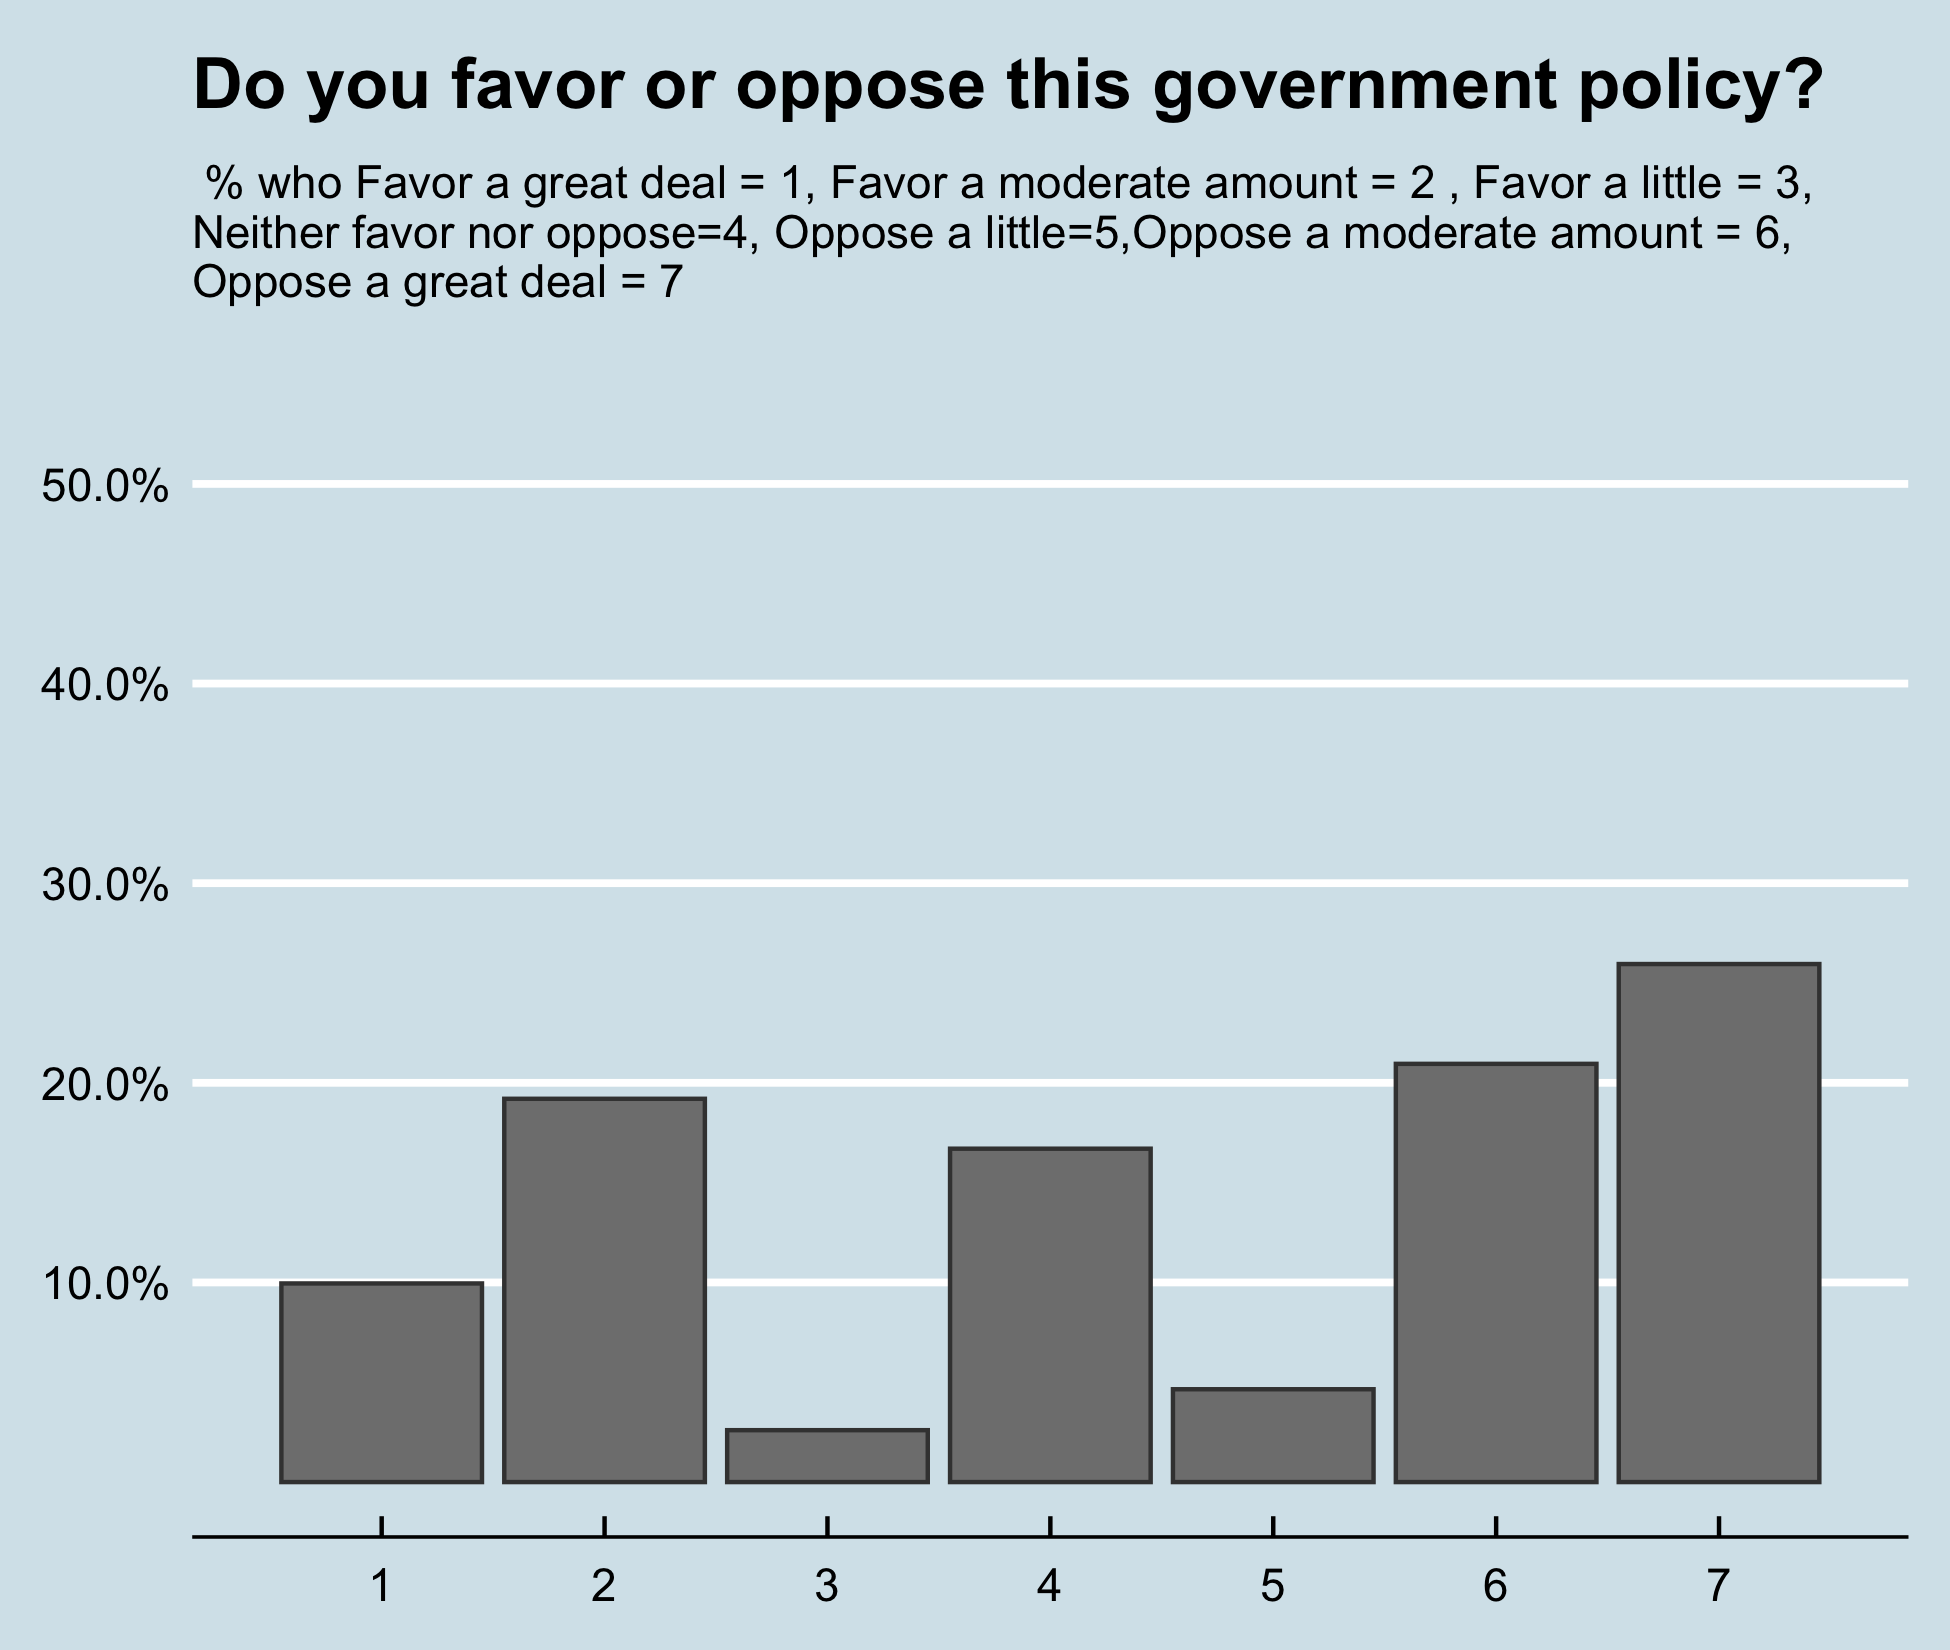 Do you favor or oppose this government policy?
% who Favor a great deal = 1, Favor a moderate amount = 2 , Favor a little = 3,
Neither favor nor oppose=4, Oppose a little=5,Oppose a moderate amount = 6,
Oppose a great deal = 7
50.0%
40.0%
30.0%
20.0%
10.0%
1 2 3 4 5 6 7